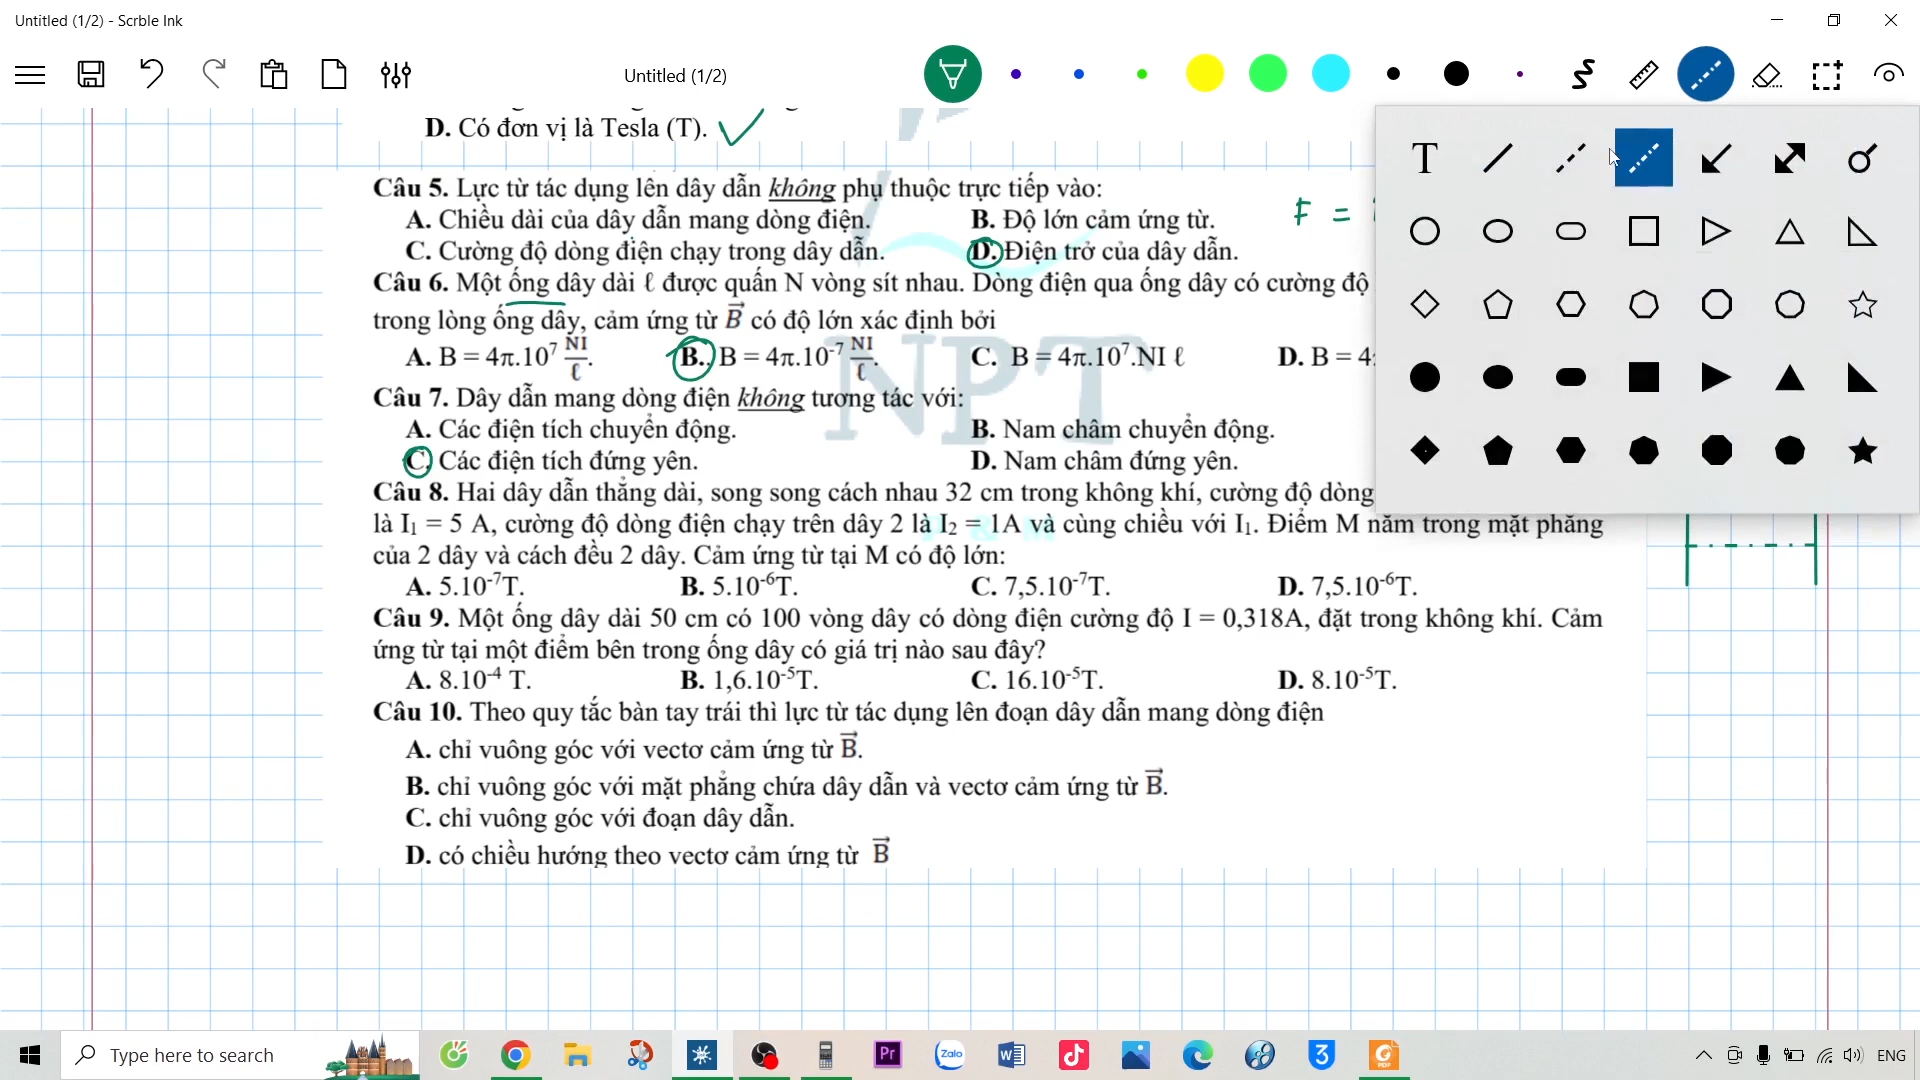 Untitled (1/2) - Scrble Ink
Untitled (1/2)
D. Có đơn vị là Tesla (T).
T
Câu 5. Lực từ tác dụng lên dây dẫn không phụ thuộc trực tiếp vào:
A. Chiều dài của dây dẫn mang dòng điện. B. Độ lớn cảm ứng từ.
F =
C. Cường độ dòng điện chạy trong dây dẫn. D. Điện trở của dây dẫn.
Câu 6. Một ống dây dài ℓ được quấn N vòng sít nhau. Dòng điện qua ống dây có cường độ
trong lòng ống dây, cảm ứng từ B⃗ có độ lớn xác định bởi
A. B = 4π.10⁷ NI/ℓ. B.. B = 4π.10⁻⁷ NI/ℓ. C. B = 4π.10⁷.NI ℓ D. B = 4
Câu 7. Dây dẫn mang dòng điện không tương tác với:
A. Các điện tích chuyển động. B. Nam châm chuyển động.
C. Các điện tích đứng yên. D. Nam châm đứng yên.
NPT
Câu 8. Hai dây dẫn thẳng dài, song song cách nhau 32 cm trong không khí, cường độ dòng
là I₁ = 5 A, cường độ dòng điện chạy trên dây 2 là I₂ = 1A và cùng chiều với I₁. Điểm M nằm trong mặt phẳng
của 2 dây và cách đều 2 dây. Cảm ứng từ tại M có độ lớn:
A. 5.10⁻⁷T. B. 5.10⁻⁶T. C. 7,5.10⁻⁷T. D. 7,5.10⁻⁶T.
Câu 9. Một ống dây dài 50 cm có 100 vòng dây có dòng điện cường độ I = 0,318A, đặt trong không khí. Cảm
ứng từ tại một điểm bên trong ống dây có giá trị nào sau đây?
A. 8.10⁻⁴ T. B. 1,6.10⁻⁵T. C. 16.10⁻⁵T. D. 8.10⁻⁵T.
Câu 10. Theo quy tắc bàn tay trái thì lực từ tác dụng lên đoạn dây dẫn mang dòng điện
A. chỉ vuông góc với vectơ cảm ứng từ B⃗.
B. chỉ vuông góc với mặt phẳng chứa dây dẫn và vectơ cảm ứng từ B⃗.
C. chỉ vuông góc với đoạn dây dẫn.
D. có chiều hướng theo vectơ cảm ứng từ B⃗
Type here to search
Pr
Zalo
W
3
PDF
ENG